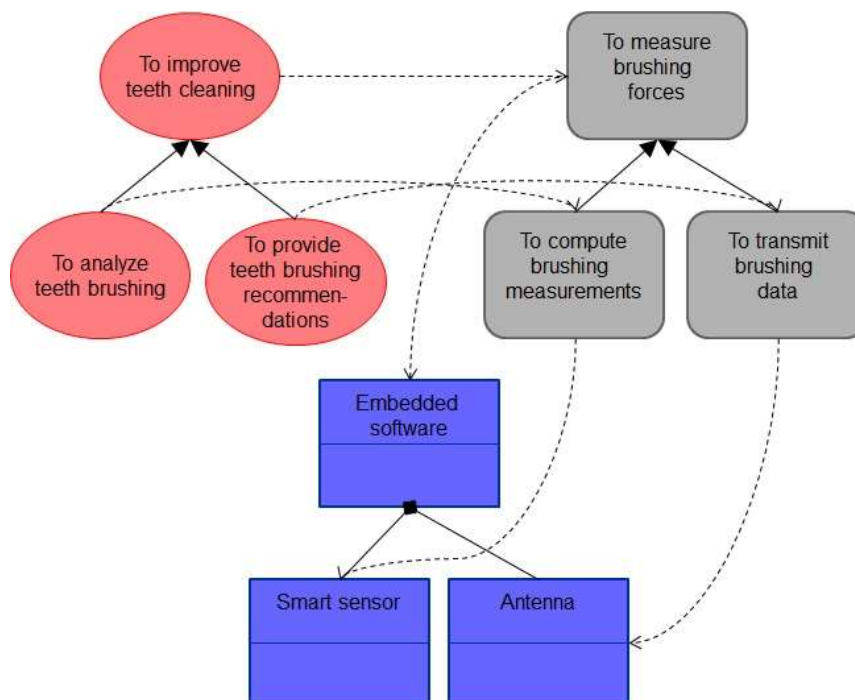 To improve
teeth cleaning
To measure
brushing
forces
To analyze
teeth brushing
To provide
teeth brushing
recommen-
dations
To compute
brushing
measurements
To transmit
brushing
data
Embedded
software
Smart sensor
Antenna